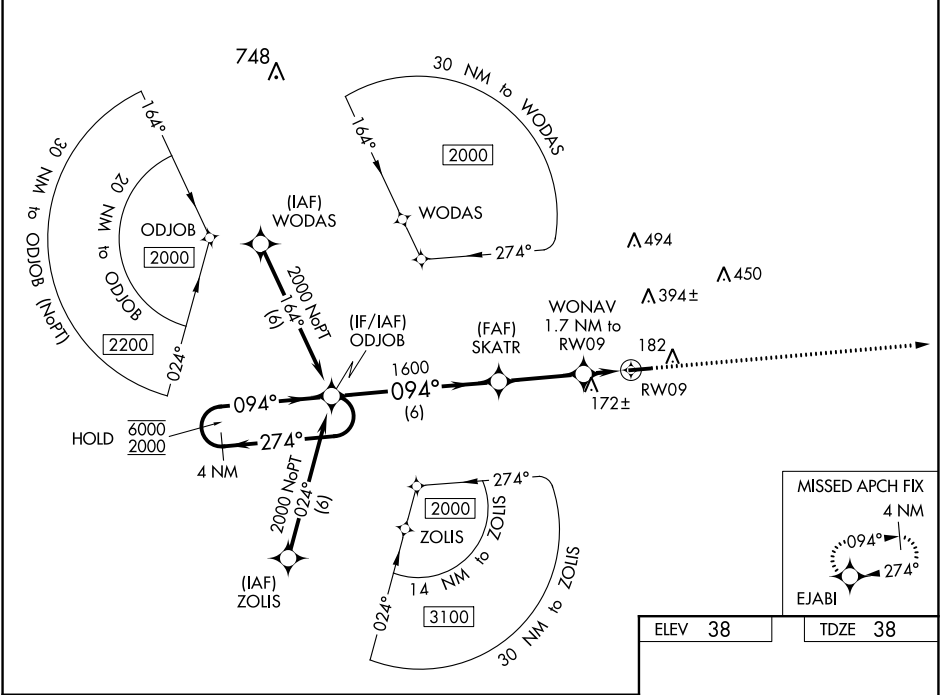 748
30 NM to WODAS
164°
2000
WODAS
274°
164°
30 NM to ODJOB (NoPT)
20 NM to ODJOB
ODJOB
2000
2200
024°
(IAF)
WODAS
2000 NoPT
164°
(6)
494
450
394±
WONAV
1.7 NM to
RW09
(IF/IAF)
ODJOB
(FAF)
SKATR
182
1600
094°
(6)
172±
RW09
094°
HOLD
6000
2000
274°
4 NM
2000 NoPT
024°
(6)
(IAF)
ZOLIS
274°
2000
ZOLIS
14 NM to ZOLIS
024°
3100
30 NM to ZOLIS
MISSED APCH FIX
4 NM
094°
274°
EJABI
ELEV 38
TDZE 38